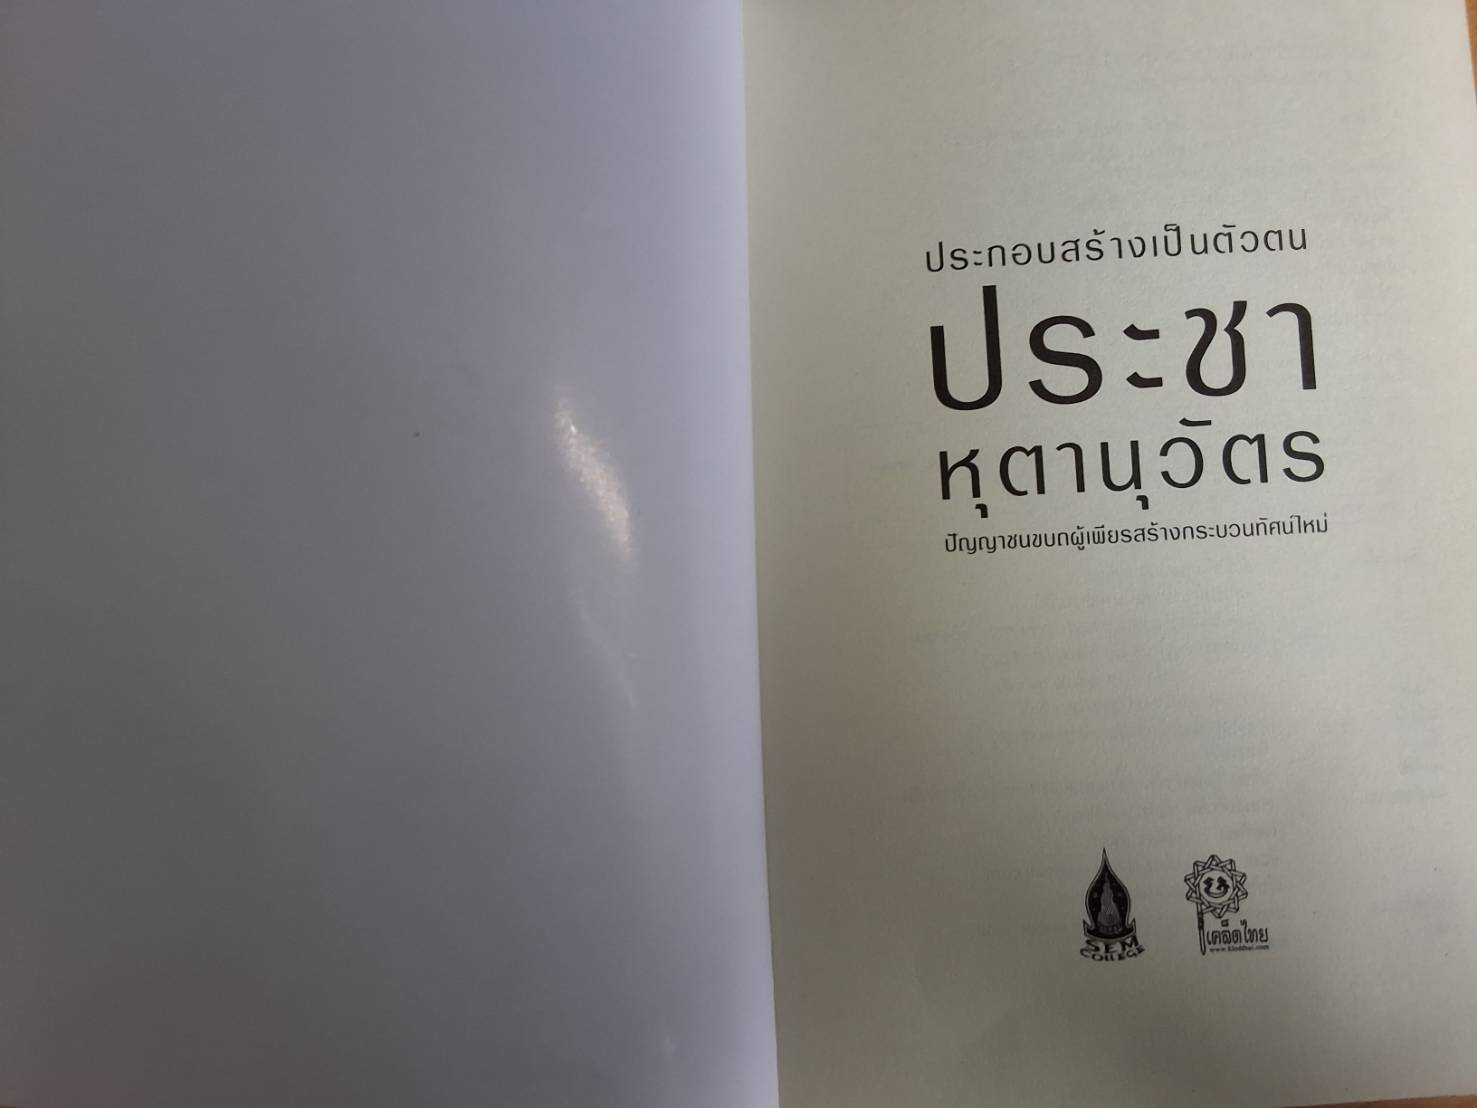 ประกอบสร้างเป็นตัวตน
ประชา
หุตานุวัตร
ปัญญาชนขบถผู้เพียรสร้างกระบวนทัศน์ใหม่
SEM
COLLEGE
เคล็ดไทย
www.kledthai.com